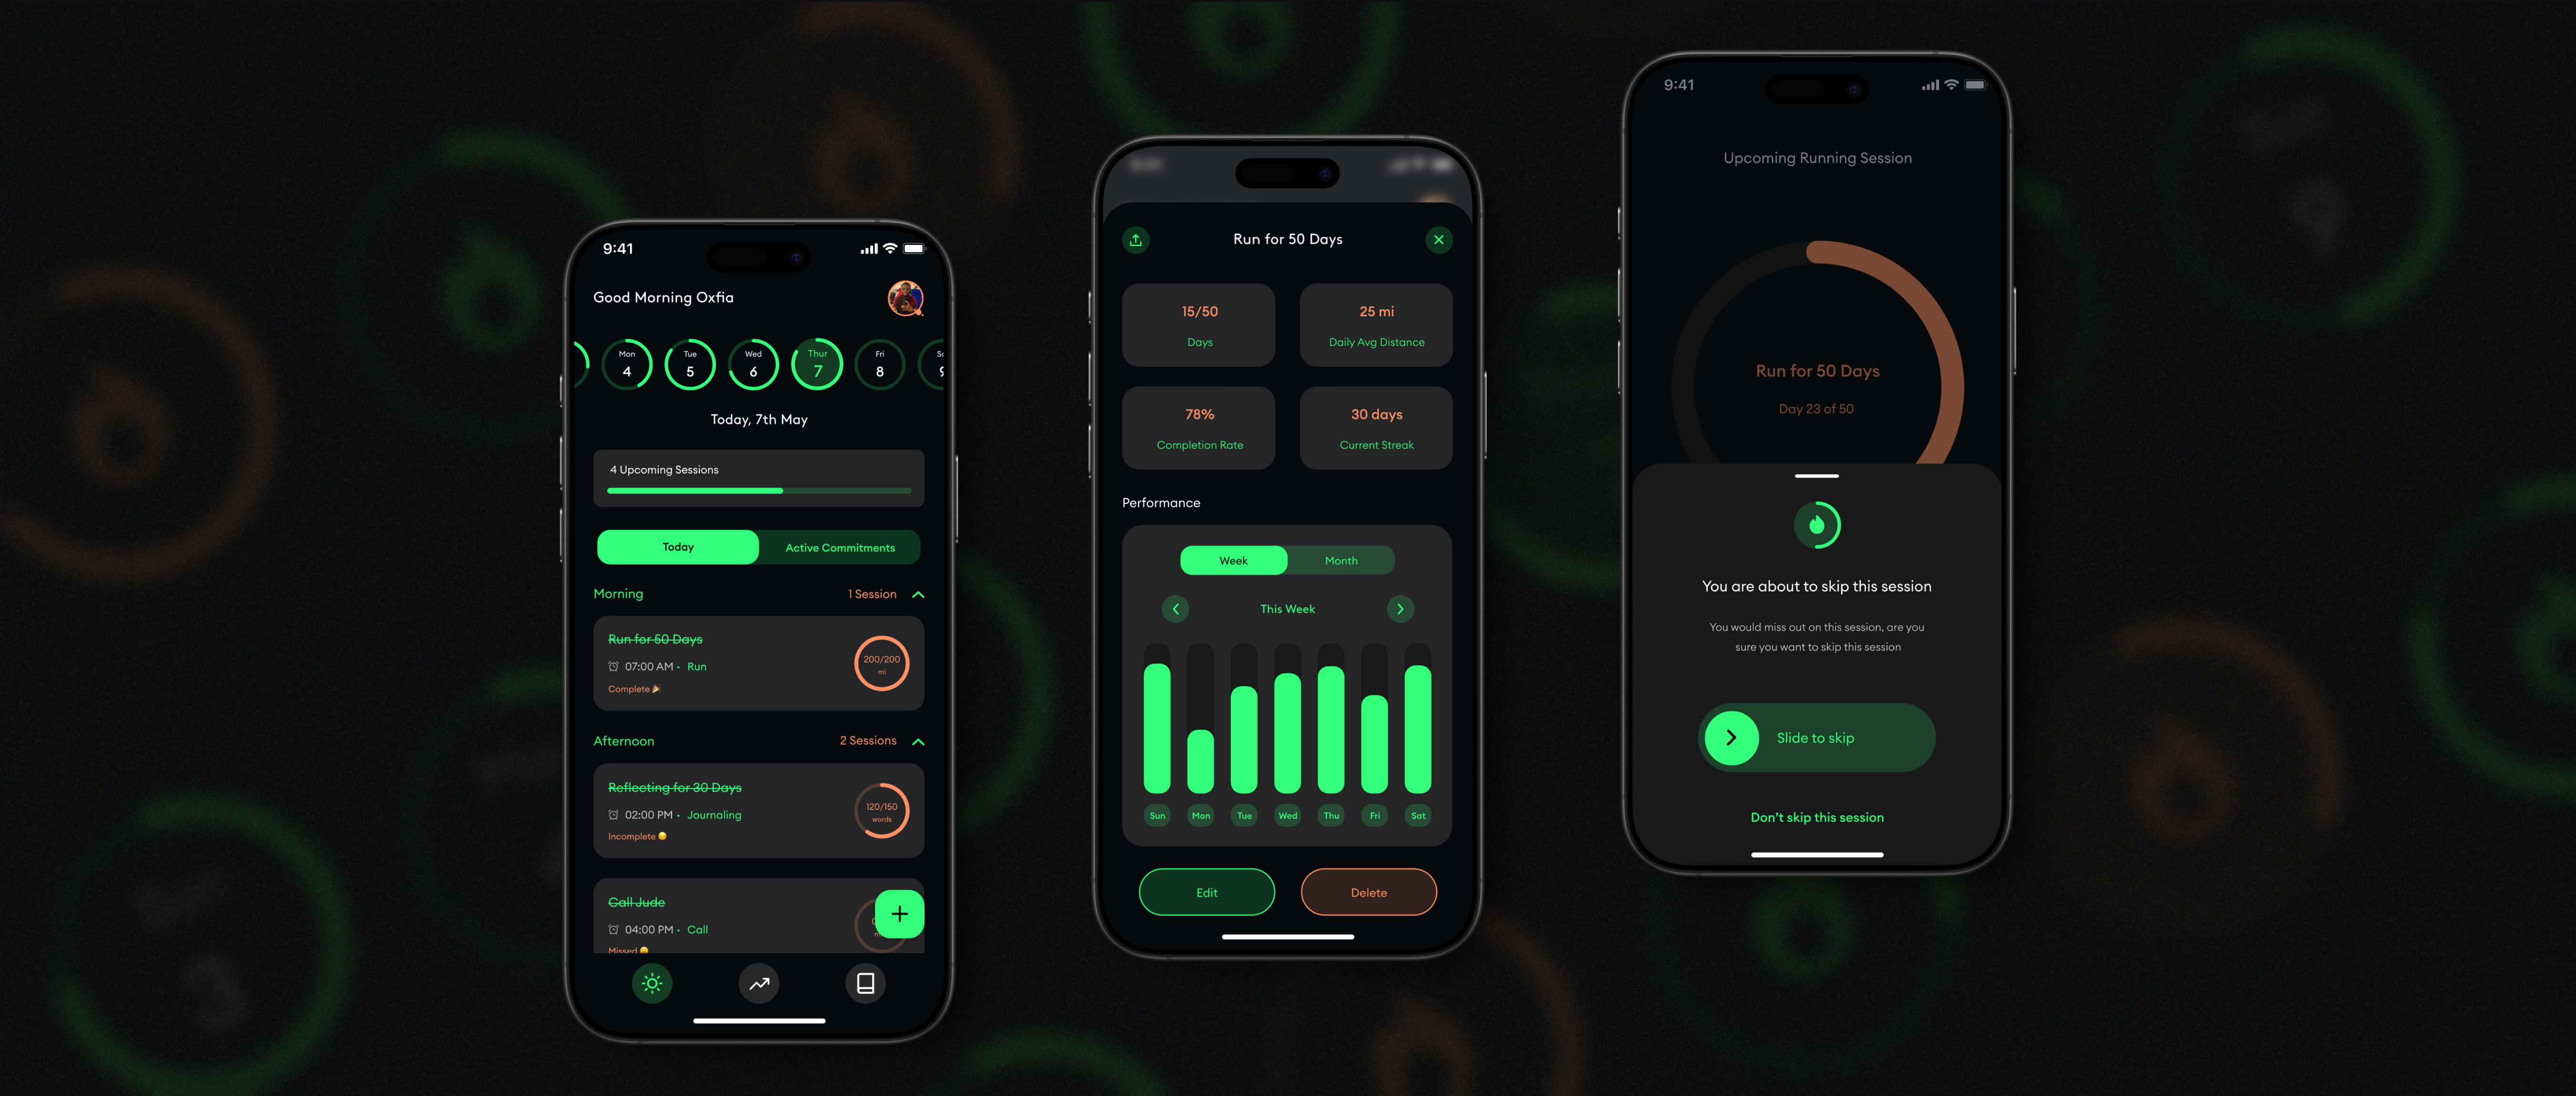 9:41
Good Morning Oxfia
Mon
4
Tue
5
Wed
6
Thur
7
Fri
8
Today, 7th May
4 Upcoming Sessions
Today
Active Commitments
Morning
1 Session
Run for 50 Days
07:00 AM • Run
Complete 🎉
200/200
mi
Afternoon
2 Sessions
Reflecting for 30 Days
02:00 PM • Journaling
Incomplete
120/150
words
Call Jude
04:00 PM • Call
Missed
Run for 50 Days
15/50
Days
25 mi
Daily Avg Distance
78%
Completion Rate
30 days
Current Streak
Performance
Week
Month
This Week
Sun
Mon
Tue
Wed
Thu
Fri
Sat
Edit
Delete
9:41
Upcoming Running Session
Run for 50 Days
Day 23 of 50
You are about to skip this session
You would miss out on this session, are you
sure you want to skip this session
Slide to skip
Don't skip this session